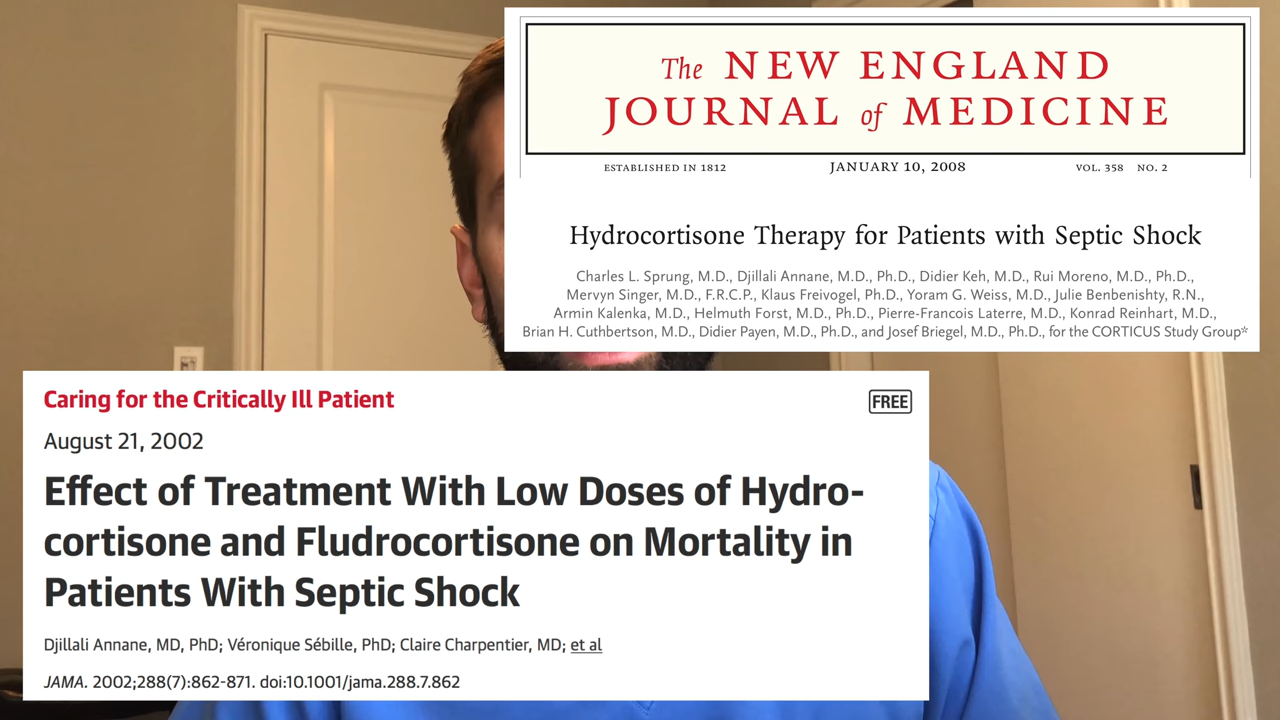 The NEW ENGLAND
JOURNAL of MEDICINE
ESTABLISHED IN 1812 JANUARY 10, 2008 VOL. 358 NO. 2
Hydrocortisone Therapy for Patients with Septic Shock
Charles L. Sprung, M.D., Djillali Annane, M.D., Ph.D., Didier Keh, M.D., Rui Moreno, M.D., Ph.D.,
Mervyn Singer, M.D., F.R.C.P., Klaus Freivogel, Ph.D., Yoram G. Weiss, M.D., Julie Benbenishty, R.N.,
Armin Kalenka, M.D., Helmuth Forst, M.D., Ph.D., Pierre-Francois Laterre, M.D., Konrad Reinhart, M.D.,
Brian H. Cuthbertson, M.D., Didier Payen, M.D., Ph.D., and Josef Briegel, M.D., Ph.D., for the CORTICUS Study Group*
Caring for the Critically Ill Patient
FREE
August 21, 2002
Effect of Treatment With Low Doses of Hydro-
cortisone and Fludrocortisone on Mortality in
Patients With Septic Shock
Djillali Annane, MD, PhD; Véronique Sébille, PhD; Claire Charpentier, MD; et al
JAMA. 2002;288(7):862-871. doi:10.1001/jama.288.7.862